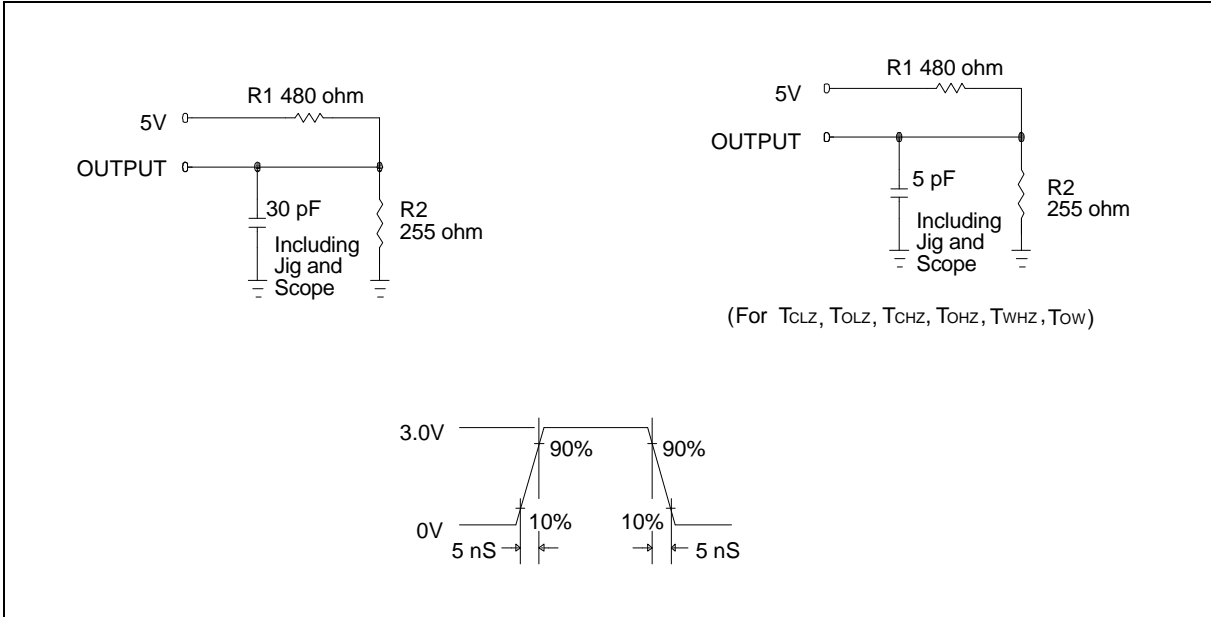 R1 480 ohm
5V
OUTPUT
30 pF
R2
255 ohm
Including
Jig and
Scope
R1 480 ohm
5V
OUTPUT
5 pF
R2
255 ohm
Including
Jig and
Scope
(For TCLZ, TOLZ, TCHZ, TOHZ, TWHZ, TOW)
3.0V
90%
90%
0V
10%
10%
5 nS
5 nS